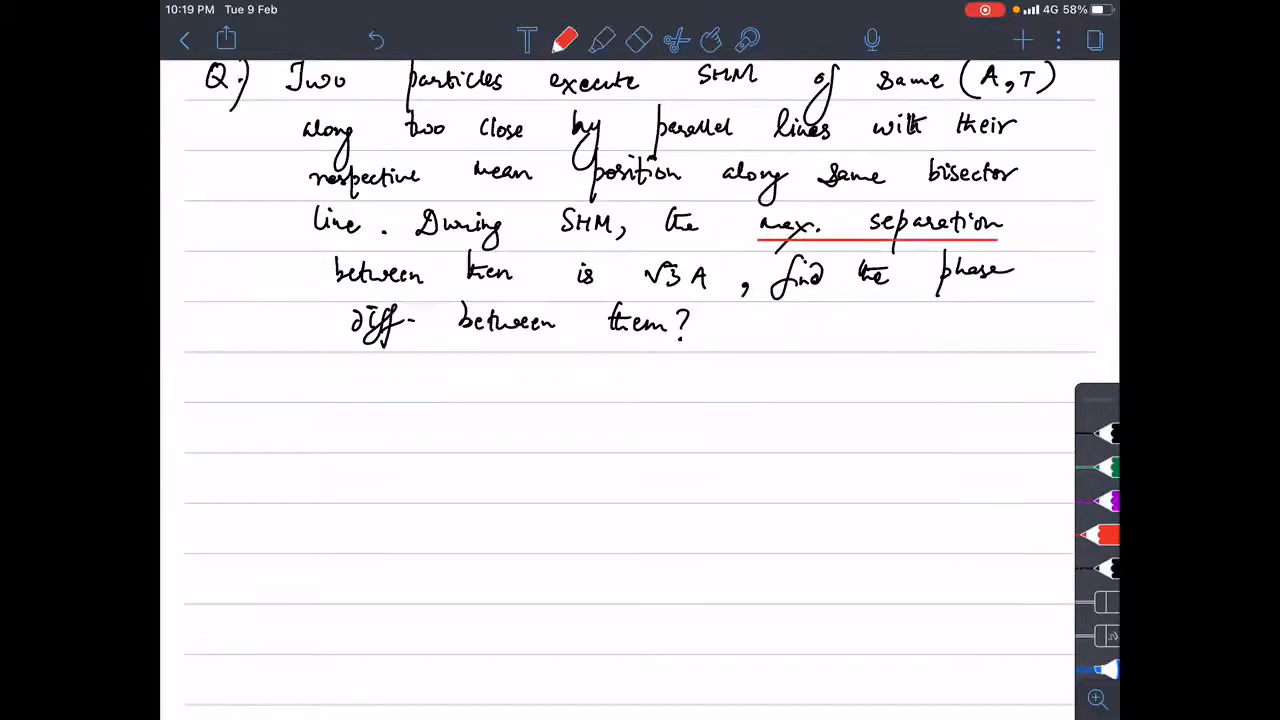 10:19 PM Tue 9 Feb 4G 58%
Q.) Two particles execute SHM of same (A,T)
along two close by parallel lines with their
respective mean position along same bisector
line. During SHM, the max. separation
between then is √3 A, find the phase
diff- between them?